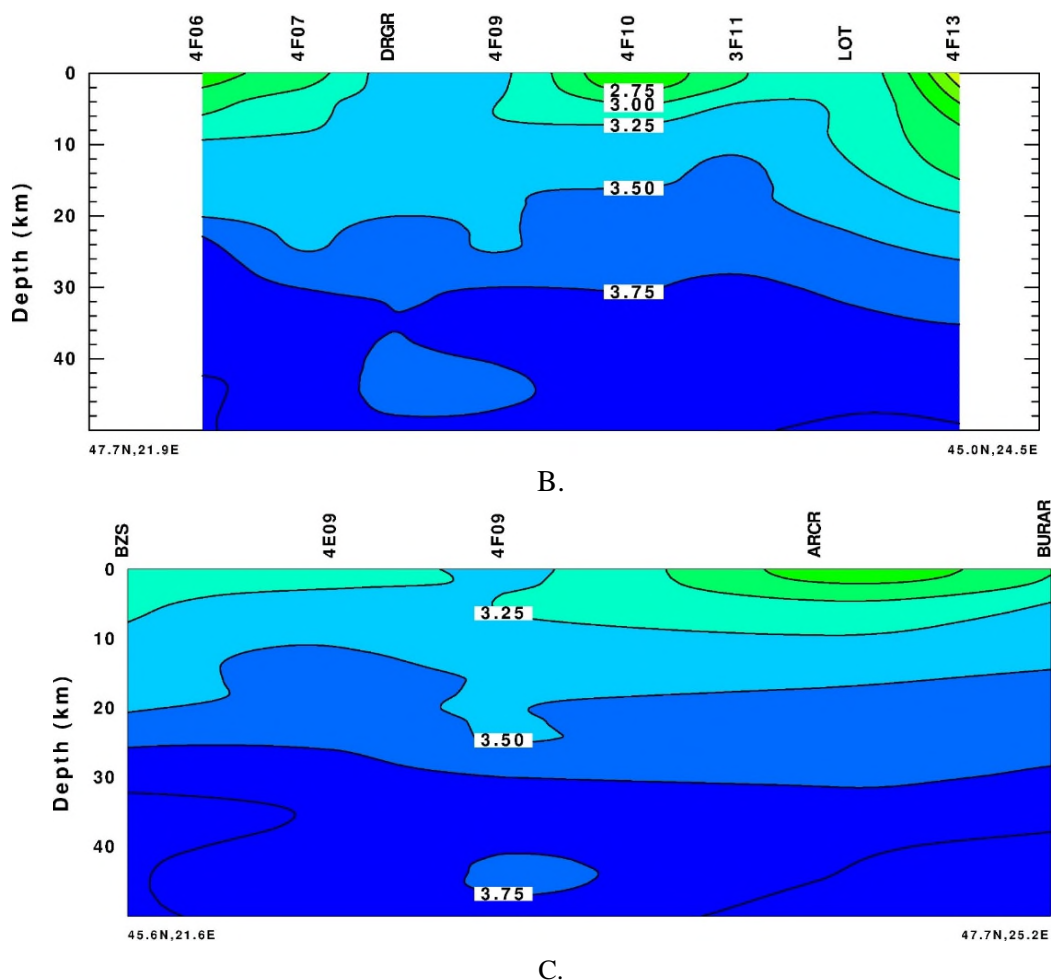 4F06 4F07 DRGR 4F09 4F10 3F11 LOT 4F13
0
2.75
3.00
3.25
10
3.50
20
30
3.75
40
Depth (km)
47.7N,21.9E 45.0N,24.5E
B.
BZS 4E09 4F09 ARCR BURAR
0
3.25
10
20
3.50
30
40
3.75
Depth (km)
45.6N,21.6E 47.7N,25.2E
C.